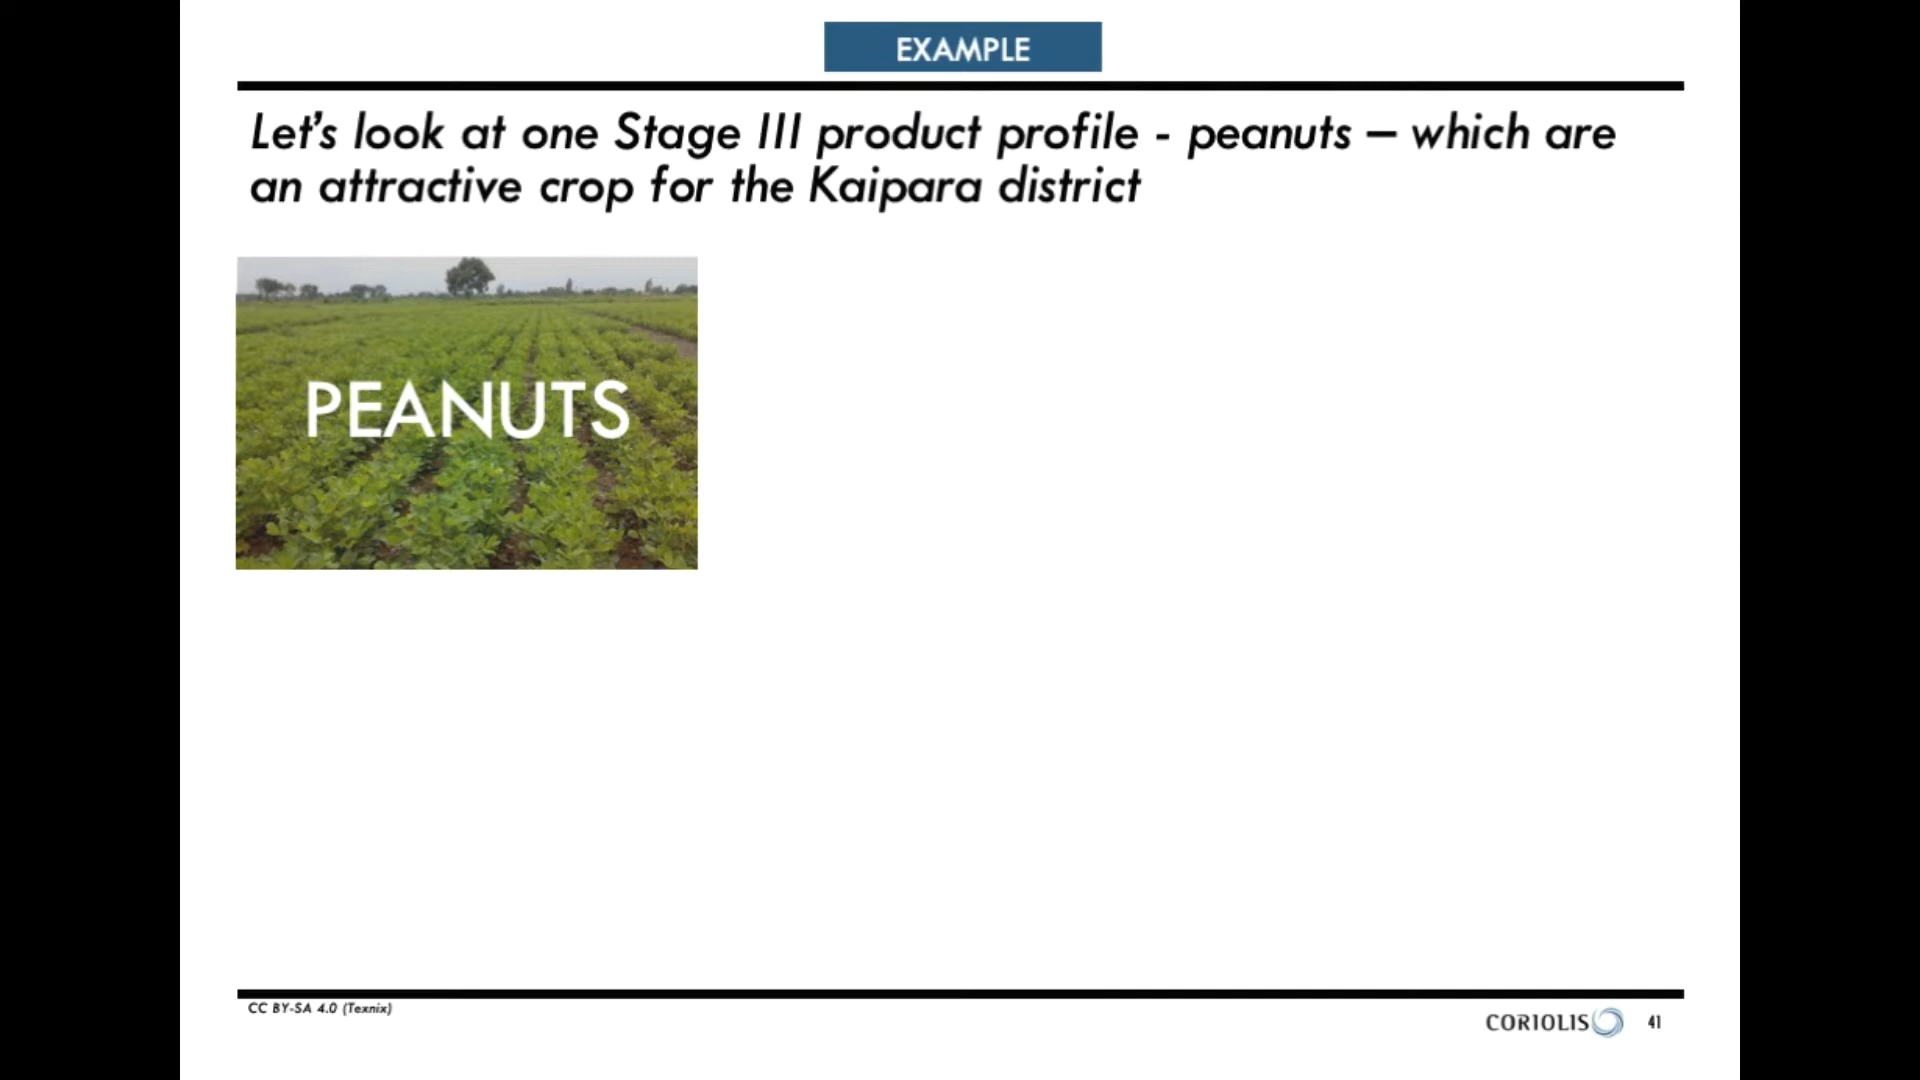 EXAMPLE
Let's look at one Stage III product profile - peanuts – which are
an attractive crop for the Kaipara district
PEANUTS
CC BY-SA 4.0 (Texnix)
CORIOLIS 41